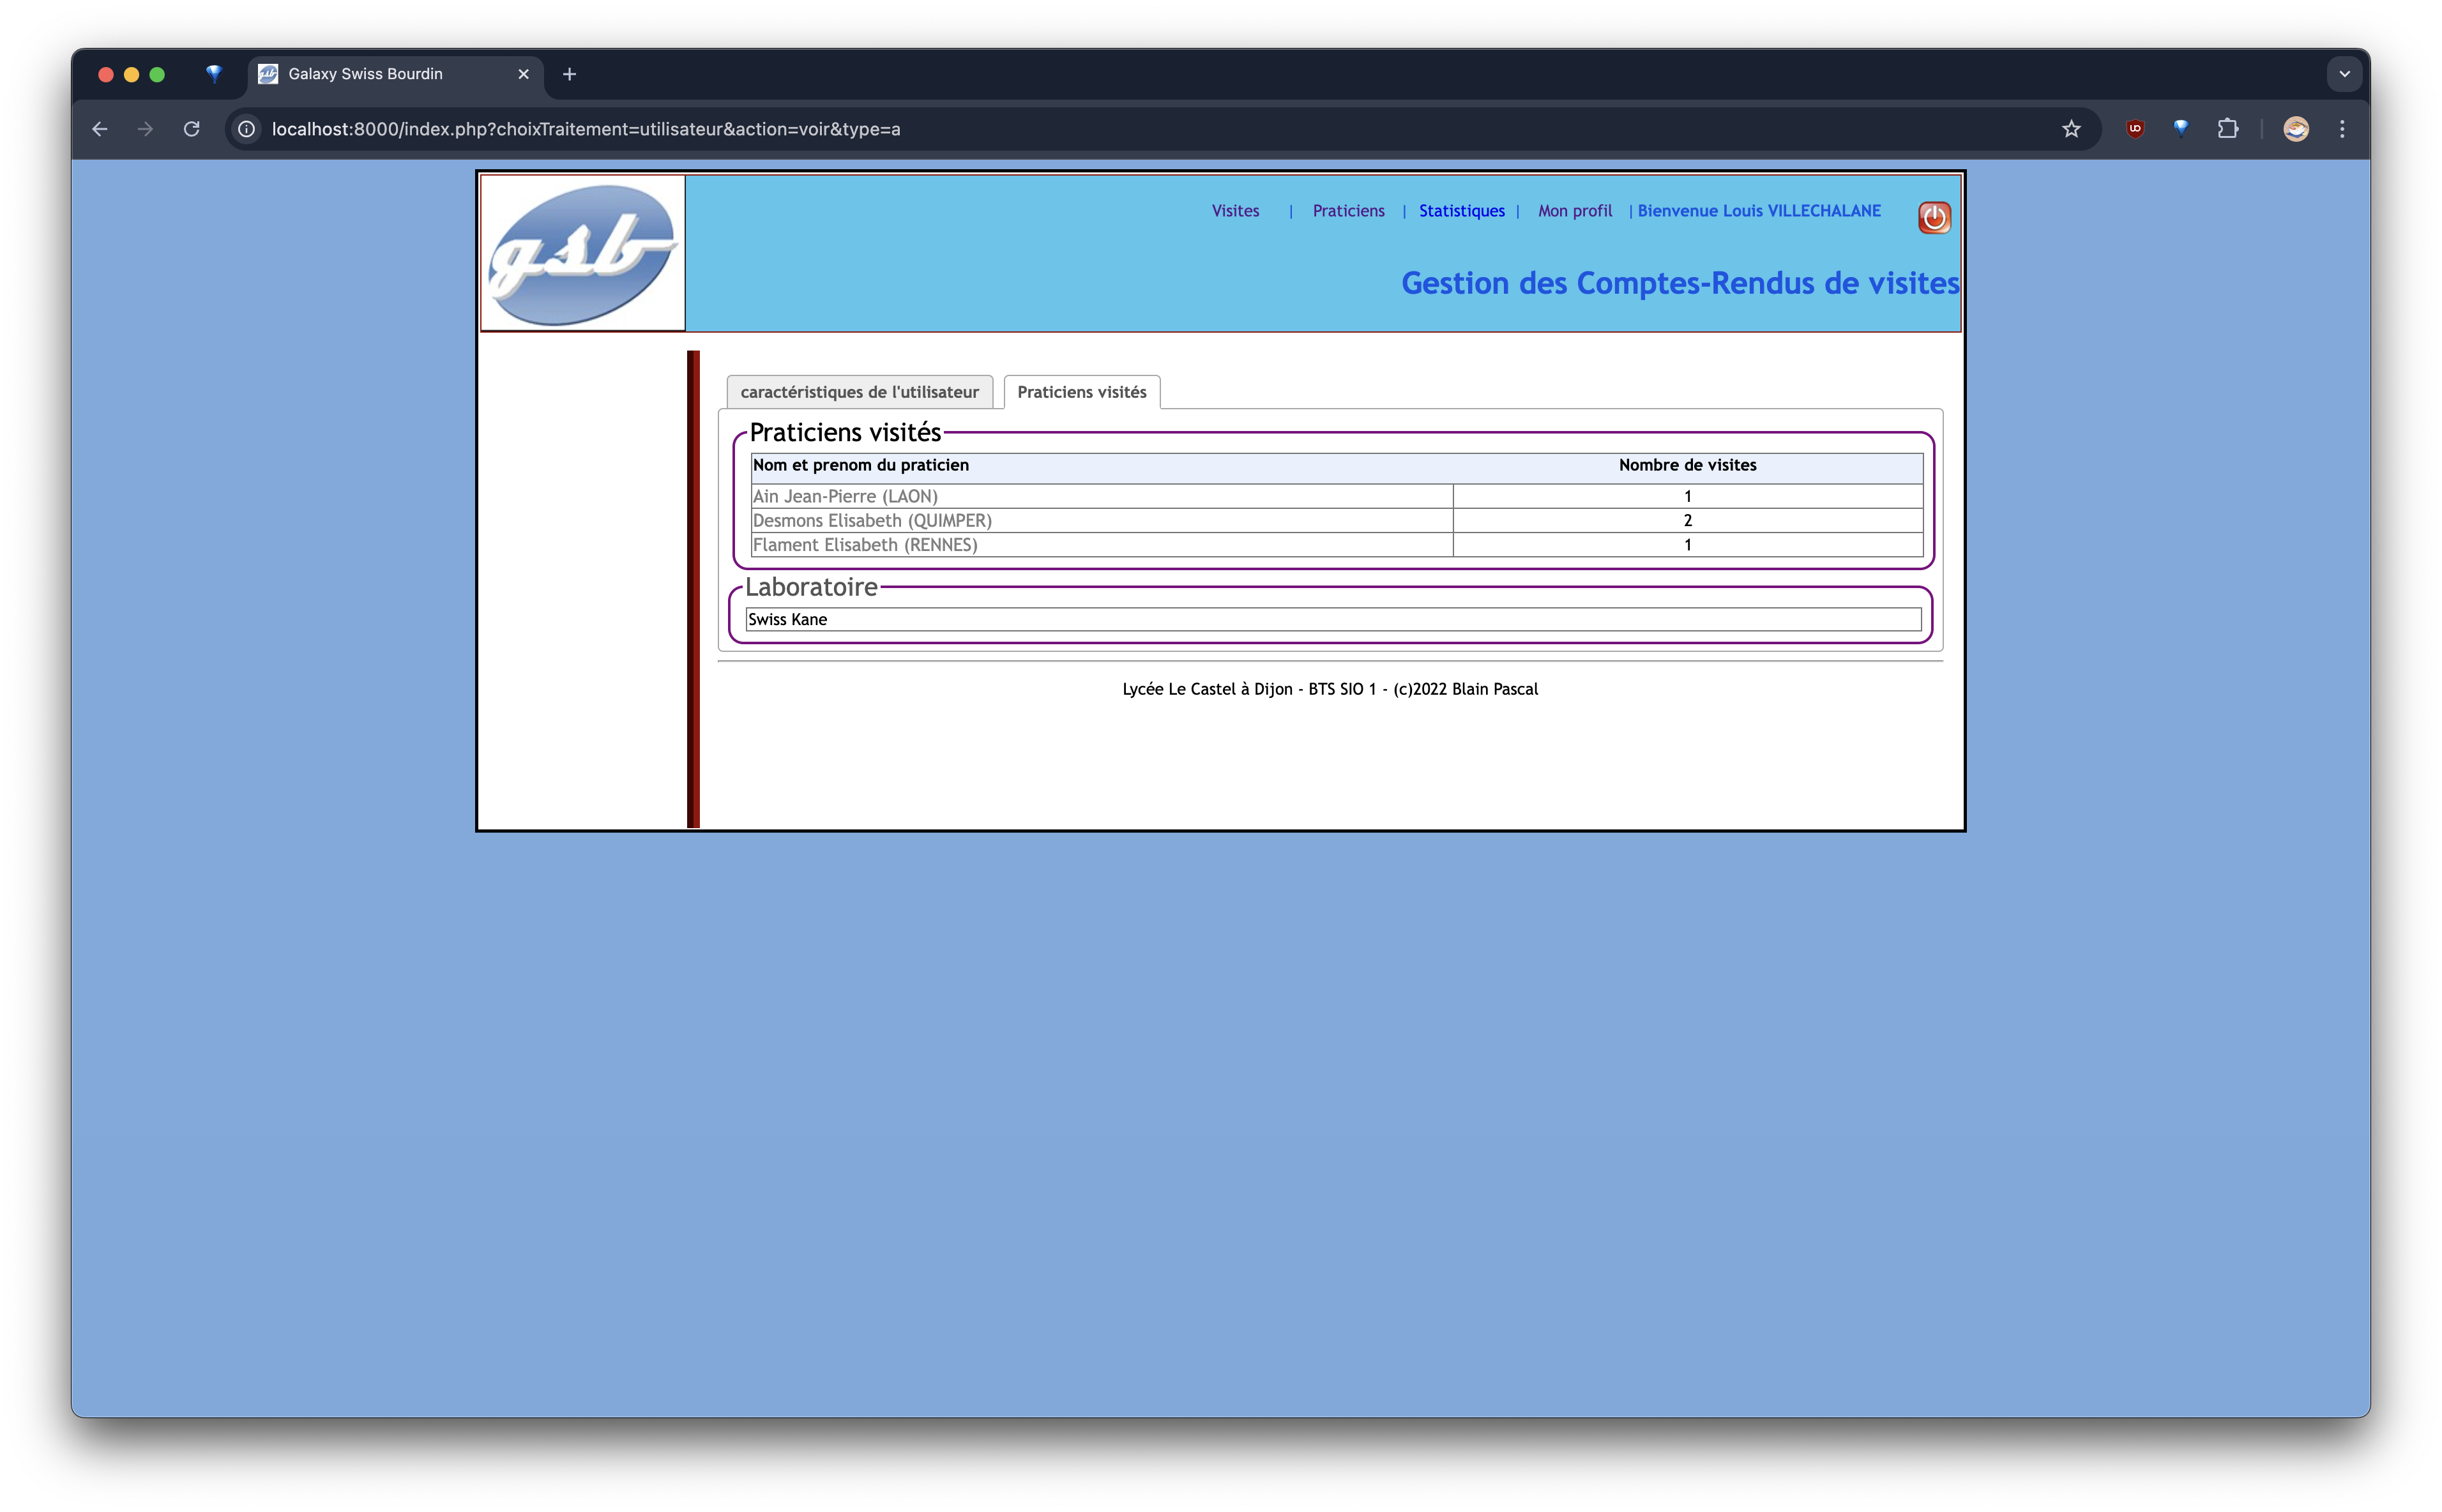 Galaxy Swiss Bourdin
localhost:8000/index.php?choixTraitement=utilisateur&action=voir&type=a
gsb
Visites | Praticiens | Statistiques | Mon profil | Bienvenue Louis VILLECHALANE
Gestion des Comptes-Rendus de visites
caractéristiques de l'utilisateur
Praticiens visités
Praticiens visités
Nom et prenom du praticien Nombre de visites
Ain Jean-Pierre (LAON) 1
Desmons Elisabeth (QUIMPER) 2
Flament Elisabeth (RENNES) 1
Laboratoire
Swiss Kane
Lycée Le Castel à Dijon - BTS SIO 1 - (c)2022 Blain Pascal